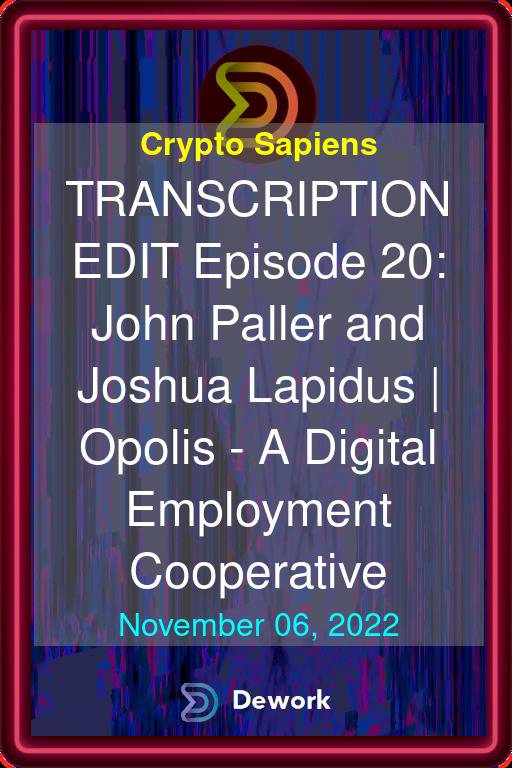 Crypto Sapiens
TRANSCRIPTION
EDIT Episode 20:
John Paller and
Joshua Lapidus |
Opolis - A Digital
Employment
Cooperative
November 06, 2022
Dework